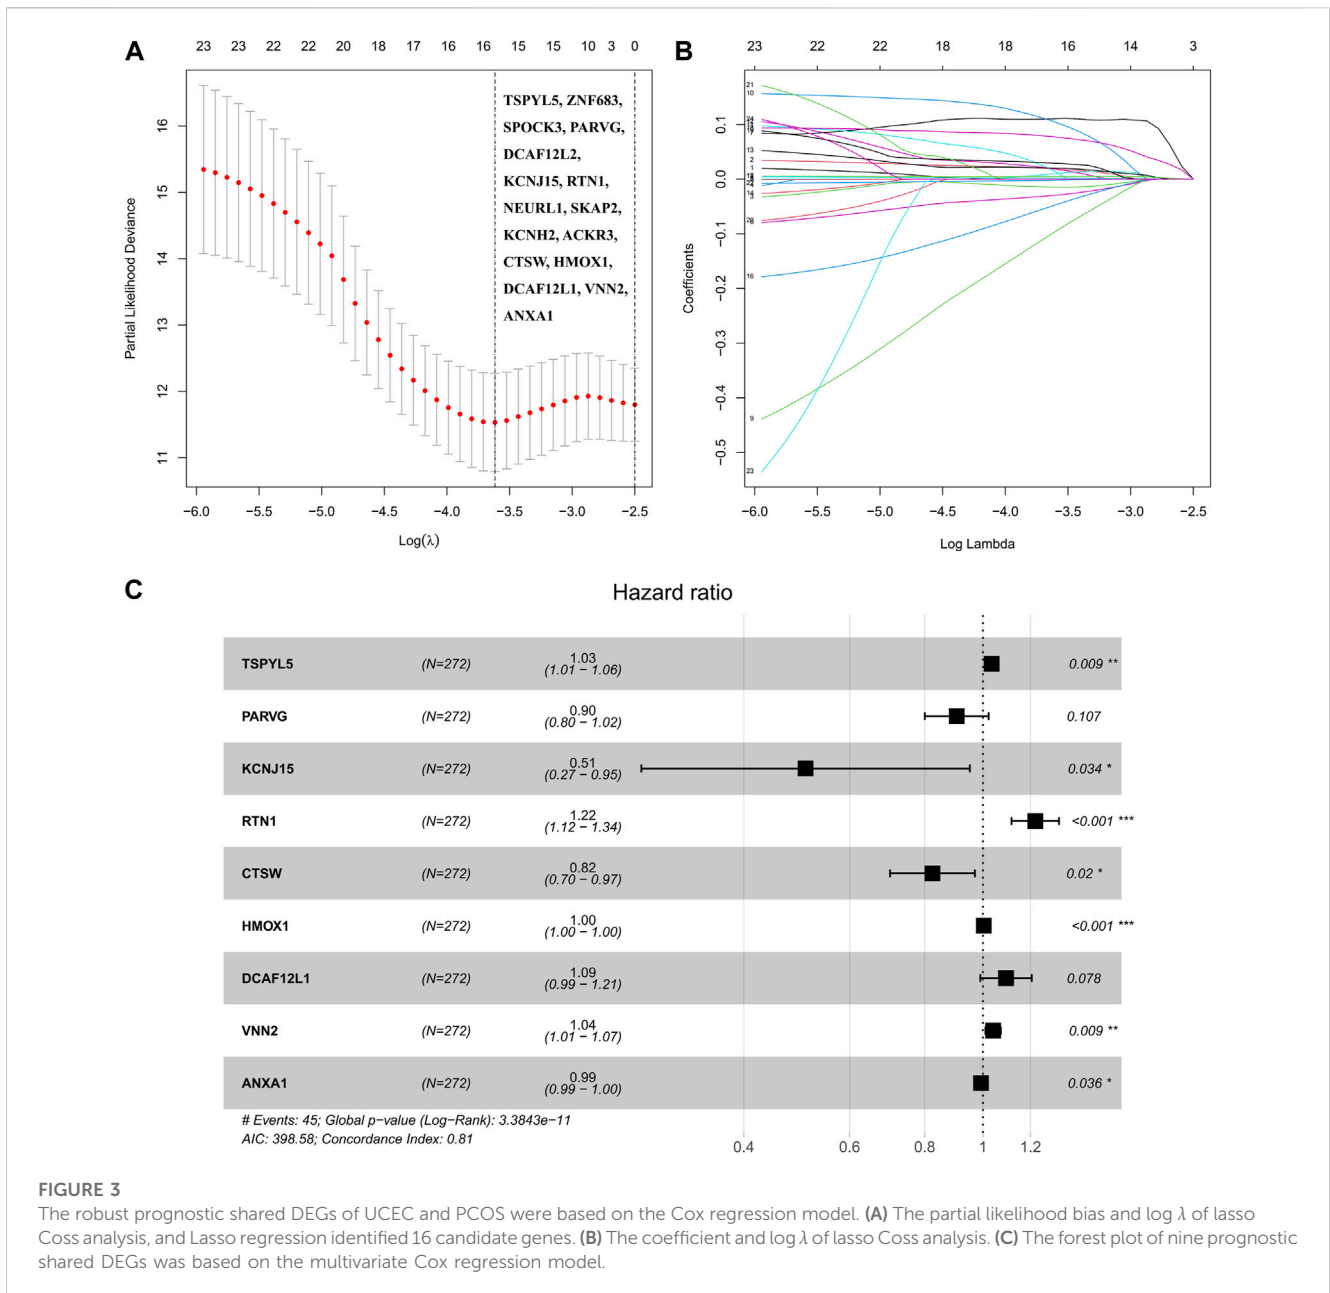 A
23 23 22 22 20 18 17 16 16 15 15 10 3 0
Partial Likelihood Deviance
16
15
14
13
12
11
TSPYL5, ZNF683,
SPOCK3, PARVG,
DCAF12L2,
KCNJ15, RTN1,
NEURL1, SKAP2,
KCNH2, ACKR3,
CTSW, HMOX1,
DCAF12L1, VNN2,
ANXA1
−6.0 −5.5 −5.0 −4.5 −4.0 −3.5 −3.0 −2.5
Log(λ)
B
23 22 22 18 18 16 14 3
Coefficients
0.1
0.0
−0.1
−0.2
−0.3
−0.4
−0.5
21
10
13
2
1
16
9
23
−6.0 −5.5 −5.0 −4.5 −4.0 −3.5 −3.0 −2.5
Log Lambda
C
Hazard ratio
TSPYL5 (N=272) 1.03 0.009 **
(1.01 − 1.06)
PARVG (N=272) 0.90 0.107
(0.80 − 1.02)
KCNJ15 (N=272) 0.51 0.034 *
(0.27 − 0.95)
RTN1 (N=272) 1.22 <0.001 ***
(1.12 − 1.34)
CTSW (N=272) 0.82 0.02 *
(0.70 − 0.97)
HMOX1 (N=272) 1.00 <0.001 ***
(1.00 − 1.00)
DCAF12L1 (N=272) 1.09 0.078
(0.99 − 1.21)
VNN2 (N=272) 1.04 0.009 **
(1.01 − 1.07)
ANXA1 (N=272) 0.99 0.036 *
(0.99 − 1.00)
# Events: 45; Global p−value (Log−Rank): 3.3843e−11
AIC: 398.58; Concordance Index: 0.81
0.4 0.6 0.8 1 1.2
FIGURE 3
The robust prognostic shared DEGs of UCEC and PCOS were based on the Cox regression model. (A) The partial likelihood bias and log λ of lasso
Coss analysis, and Lasso regression identified 16 candidate genes. (B) The coefficient and log λ of lasso Coss analysis. (C) The forest plot of nine prognostic
shared DEGs was based on the multivariate Cox regression model.